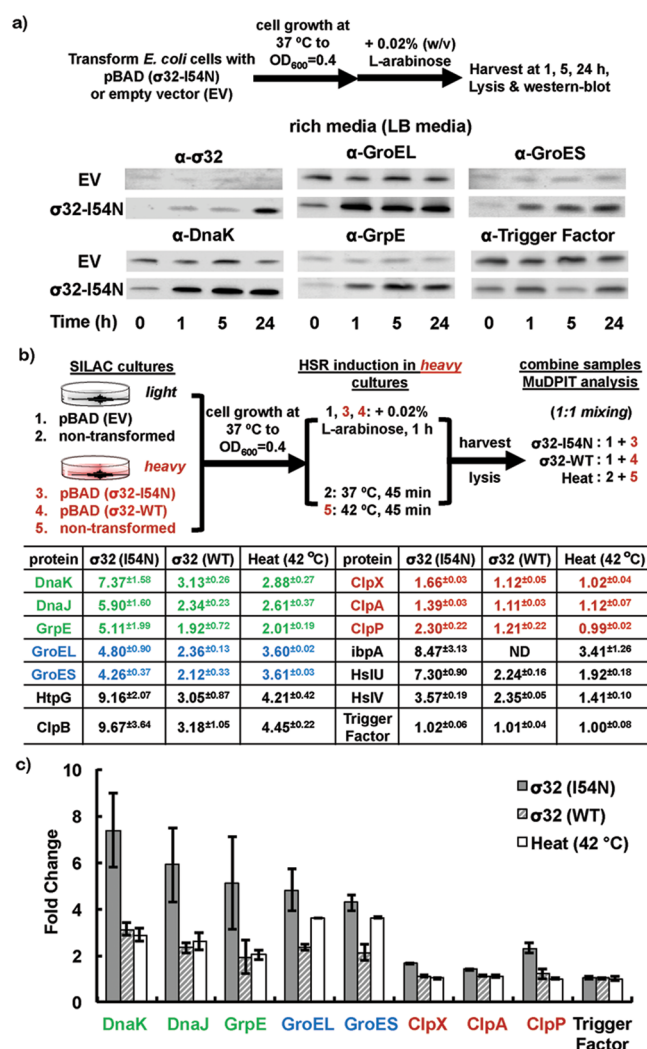 a)
cell growth at
37 ºC to
OD600=0.4
+ 0.02% (w/v)
L-arabinose
Transform E. coli cells with
pBAD (σ32-I54N)
or empty vector (EV)
Harvest at 1, 5, 24 h,
Lysis & western-blot
rich media (LB media)
α-σ32 α-GroEL α-GroES
EV
σ32-I54N
α-DnaK α-GrpE α-Trigger Factor
EV
σ32-I54N
Time (h) 0 1 5 24 0 1 5 24 0 1 5 24
b)
SILAC cultures
light
1. pBAD (EV)
2. non-transformed
heavy
3. pBAD (σ32-I54N)
4. pBAD (σ32-WT)
5. non-transformed
cell growth at
37 ºC to
OD600=0.4
HSR induction in heavy
cultures
1, 3, 4: + 0.02%
L-arabinose, 1 h
2: 37 ºC, 45 min
5: 42 ºC, 45 min
harvest
lysis
combine samples
MuDPIT analysis
(1:1 mixing)
σ32-I54N : 1 + 3
σ32-WT : 1 + 4
Heat : 2 + 5
protein σ32 (I54N) σ32 (WT) Heat (42 ºC) protein σ32 (I54N) σ32 (WT) Heat (42 ºC)
DnaK 7.37±1.58 3.13±0.26 2.88±0.27 ClpX 1.66±0.03 1.12±0.05 1.02±0.04
DnaJ 5.90±1.60 2.34±0.23 2.61±0.37 ClpA 1.39±0.03 1.11±0.03 1.12±0.07
GrpE 5.11±1.99 1.92±0.72 2.01±0.19 ClpP 2.30±0.22 1.21±0.22 0.99±0.02
GroEL 4.80±0.90 2.36±0.13 3.60±0.02 ibpA 8.47±3.13 ND 3.41±1.26
GroES 4.26±0.37 2.12±0.33 3.61±0.03 HslU 7.30±0.90 2.24±0.16 1.92±0.18
HtpG 9.16±2.07 3.05±0.87 4.21±0.42 HslV 3.57±0.19 2.35±0.05 1.41±0.10
ClpB 9.67±3.64 3.18±1.05 4.45±0.22 Trigger Factor 1.02±0.06 1.01±0.04 1.00±0.08
c)
Fold Change
10
8
6
4
2
0
σ32 (I54N)
σ32 (WT)
Heat (42 °C)
DnaK DnaJ GrpE GroEL GroES ClpX ClpA ClpP Trigger
Factor